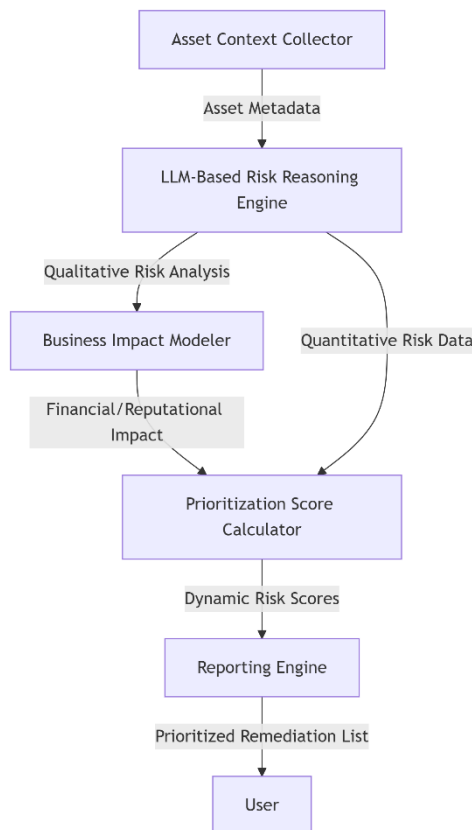 Asset Context Collector
Asset Metadata
LLM-Based Risk Reasoning
Engine
Qualitative Risk Analysis
Business Impact Modeler
Quantitative Risk Data
Financial/Reputational
Impact
Prioritization Score
Calculator
Dynamic Risk Scores
Reporting Engine
Prioritized Remediation List
User